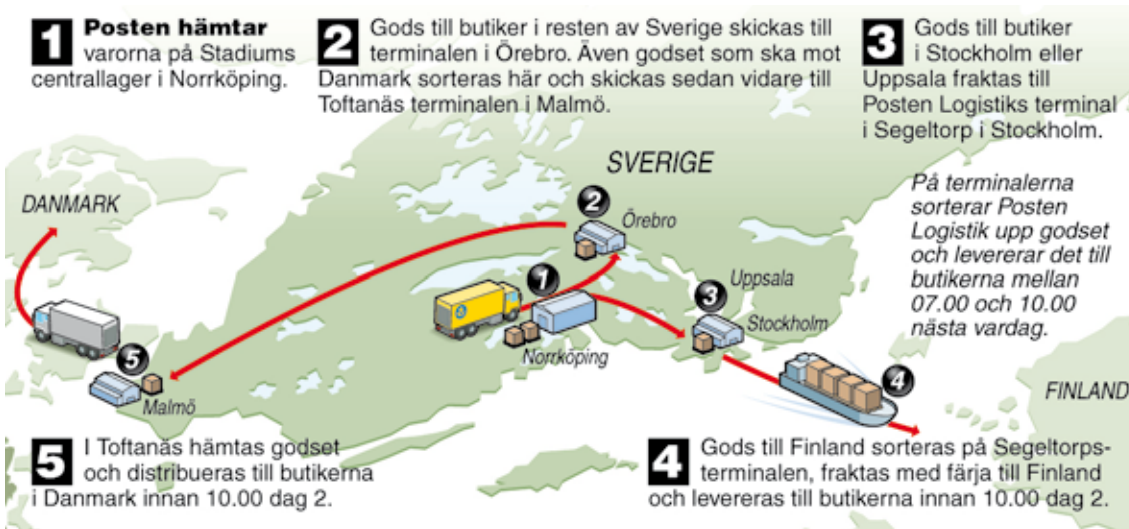 1 Posten hämtar
varorna på Stadiums
centrallager i Norrköping.
2 Gods till butiker i resten av Sverige skickas till
terminalen i Örebro. Även godset som ska mot
Danmark sorteras här och skickas sedan vidare till
Toftanäs terminalen i Malmö.
3 Gods till butiker
i Stockholm eller
Uppsala fraktas till
Posten Logistiks terminal
i Segeltorp i Stockholm.
SVERIGE
På terminalerna
sorterar Posten
Logistik upp godset
och levererar det till
butikerna mellan
07.00 och 10.00
nästa vardag.
DANMARK
2
Örebro
1
Uppsala
3
Stockholm
Norrköping
5
Malmö
4
FINLAND
5 I Toftanäs hämtas godset
och distribueras till butikerna
i Danmark innan 10.00 dag 2.
4 Gods till Finland sorteras på Segeltorps-
terminalen, fraktas med färja till Finland
och levereras till butikerna innan 10.00 dag 2.